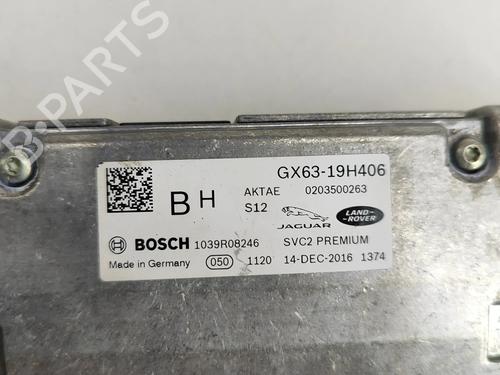 GX63-19H406
B H
AKTAE 0203500263
S12
JAGUAR
LAND-ROVER
BOSCH 1039R08246
SVC2 PREMIUM
Made in Germany 050 1120 14-DEC-2016 1374
B-PARTS